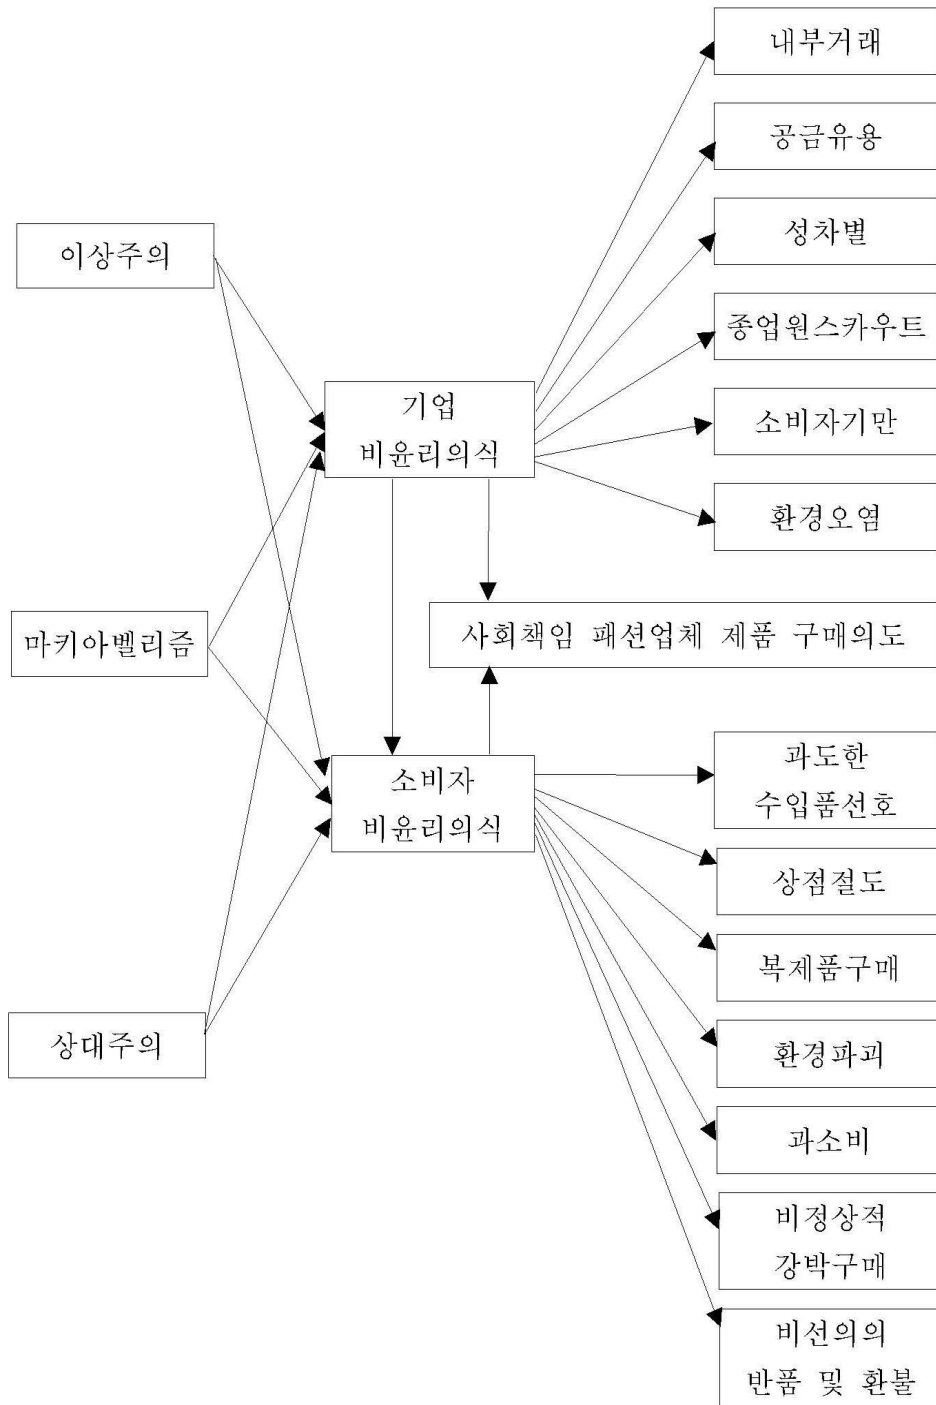 내부거래
공금유용
성차별
종업원스카우트
소비자기만
환경오염
이상주의
기업
비윤리의식
마키아벨리즘
사회책임 패션업체 제품 구매의도
소비자
비윤리의식
상대주의
과도한
수입품선호
상점절도
복제품구매
환경파괴
과소비
비정상적
강박구매
비선의의
반품 및 환불